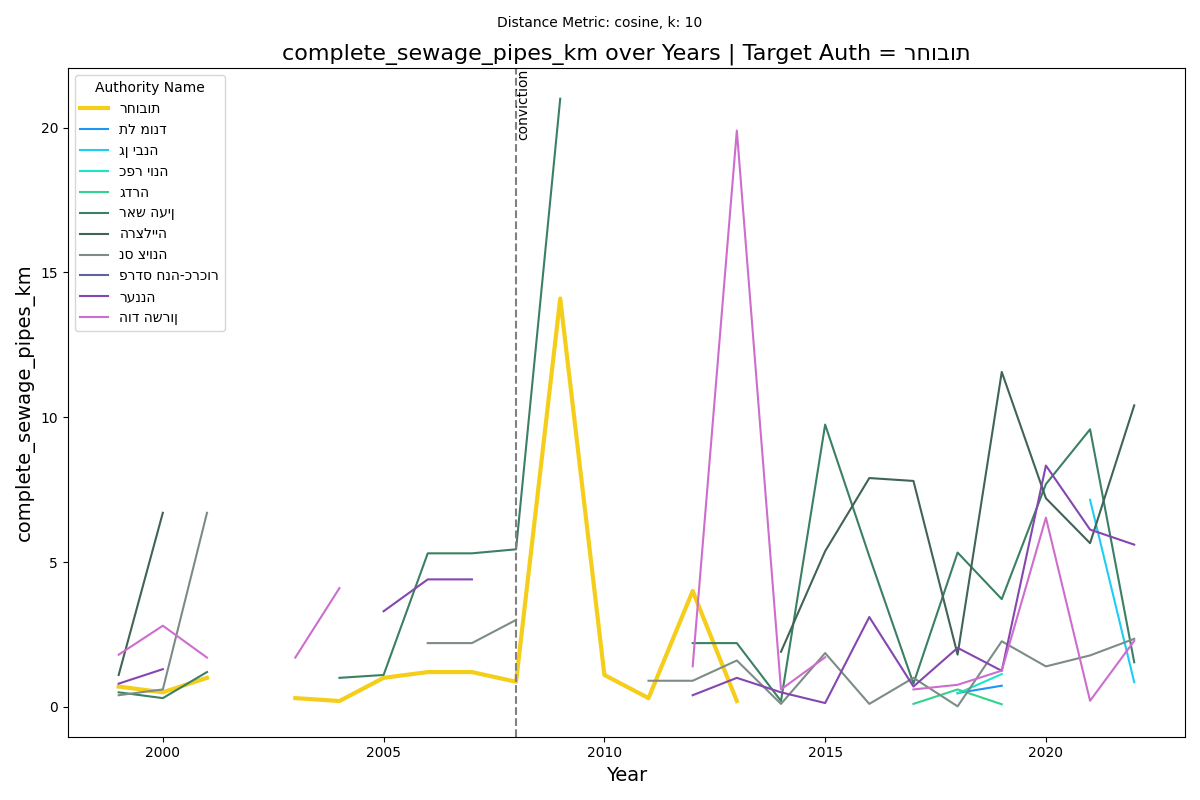 Distance Metric: cosine, k: 10
complete_sewage_pipes_km over Years | Target Auth = רחובות
conviction
Authority Name
רחובות
תל מונד
גן יבנה
כפר יונה
גדרה
ראש העין
הרצלייה
נס ציונה
פרדס חנה-כרכור
רעננה
הוד השרון
complete_sewage_pipes_km
20
15
10
5
0
2000
2005
2010
2015
2020
Year